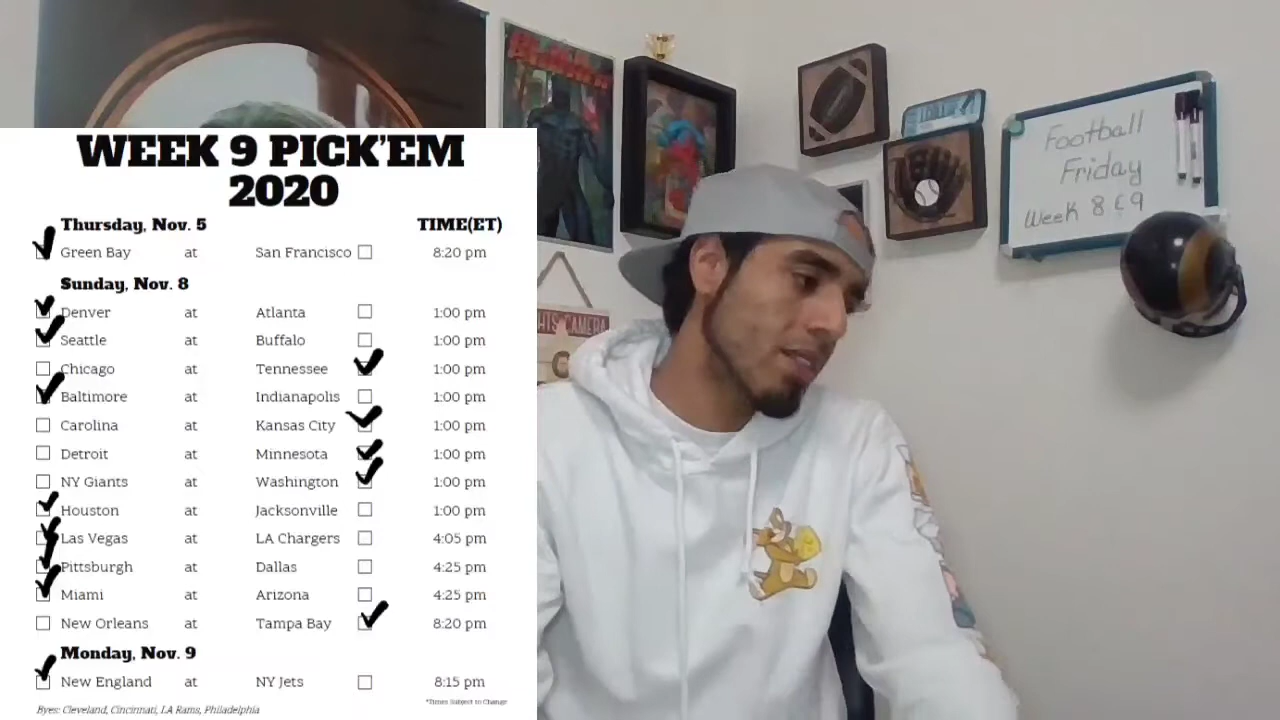 WEEK 9 PICK'EM
2020
Thursday, Nov. 5 TIME(ET)
Green Bay at San Francisco 8:20 pm
Sunday, Nov. 8
Denver at Atlanta 1:00 pm
Seattle at Buffalo 1:00 pm
Chicago at Tennessee 1:00 pm
Baltimore at Indianapolis 1:00 pm
Carolina at Kansas City 1:00 pm
Detroit at Minnesota 1:00 pm
NY Giants at Washington 1:00 pm
Houston at Jacksonville 1:00 pm
Las Vegas at LA Chargers 4:05 pm
Pittsburgh at Dallas 4:25 pm
Miami at Arizona 4:25 pm
New Orleans at Tampa Bay 8:20 pm
Monday, Nov. 9
New England at NY Jets 8:15 pm
*Times Subject to Change
Byes: Cleveland, Cincinnati, LA Rams, Philadelphia
Football
Friday
Week 8 & 9
CAMERA